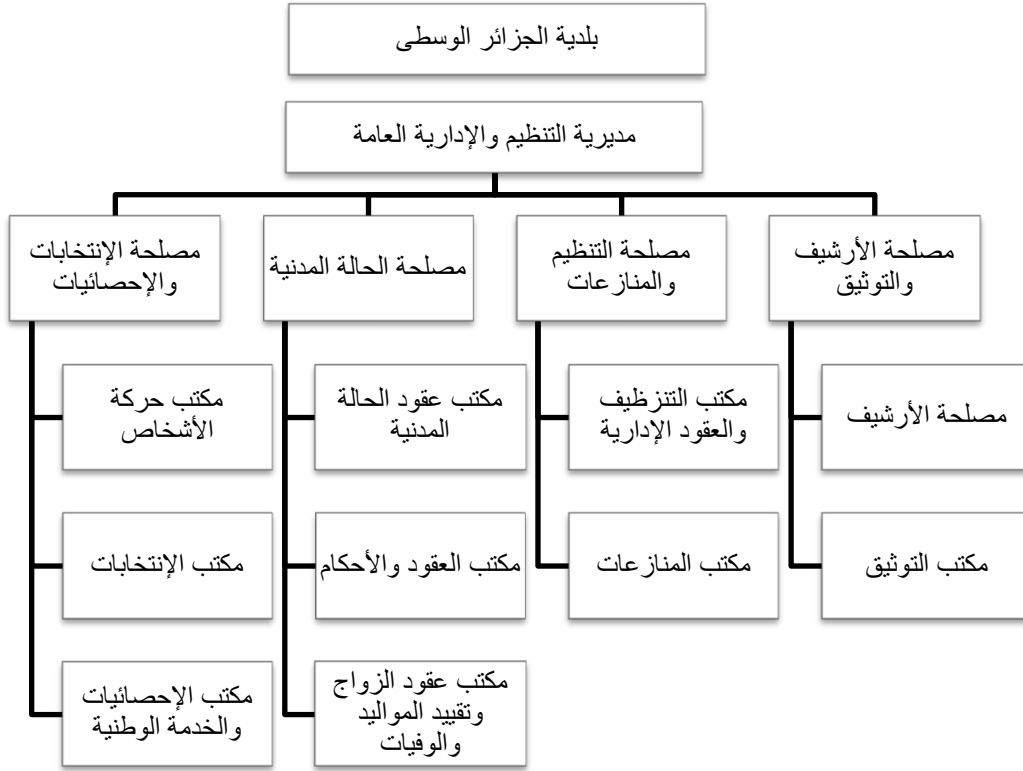 بلدية الجزائر الوسطى
مديرية التنظيم والإدارية العامة
مصلحة الأرشيف
والتوثيق
مصلحة الأرشيف
مكتب التوثيق
مصلحة التنظيم
والمنازعات
مكتب التنزظيف
والعقود الإدارية
مكتب المنازعات
مصلحة الحالة المدنية
مكتب عقود الحالة
المدنية
مكتب العقود والأحكام
مكتب عقود الزواج
وتقييد المواليد
والوفيات
مصلحة الإنتخابات
والإحصائيات
مكتب حركة
الأشخاص
مكتب الإنتخابات
مكتب الإحصائيات
والخدمة الوطنية